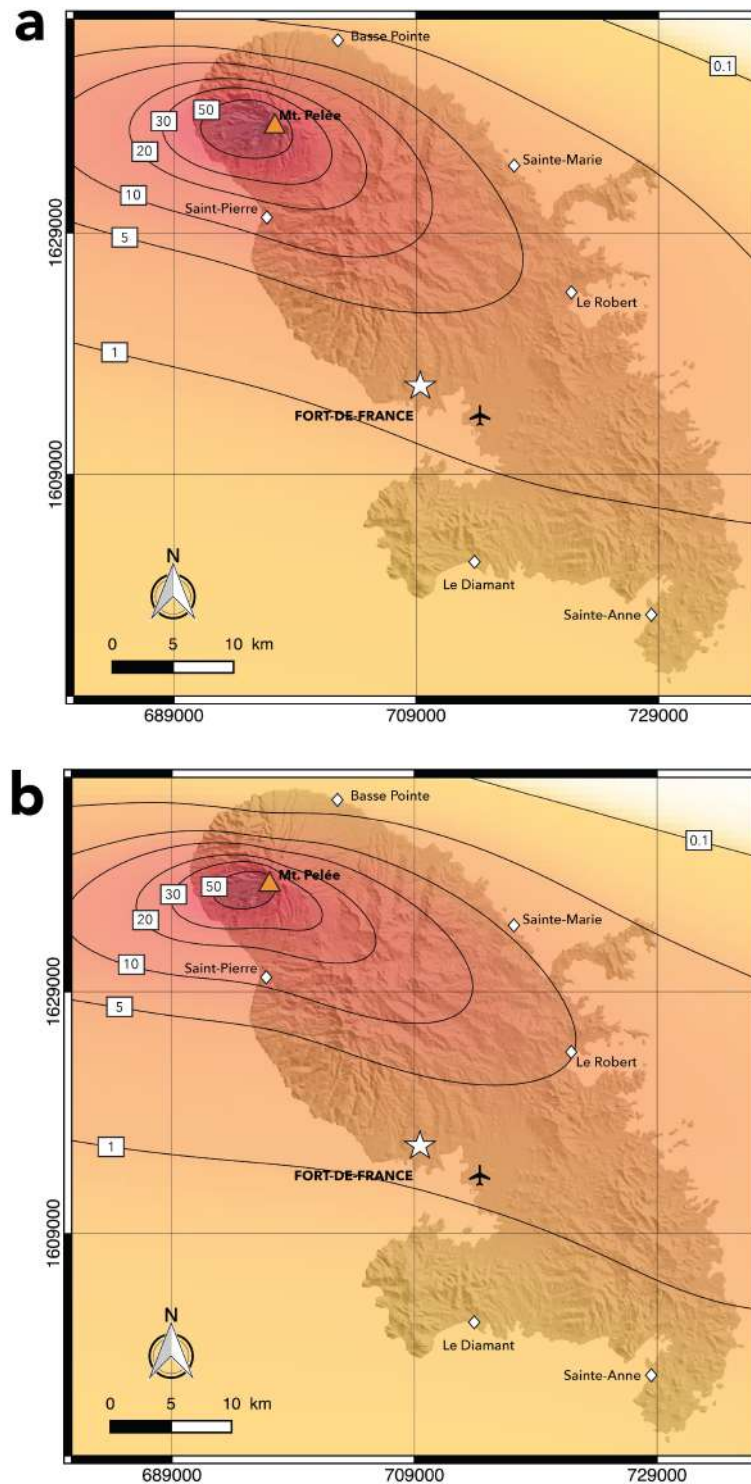 a
Basse Pointe
0.1
50
30
Mt. Pelée
20
Sainte-Marie
10
Saint-Pierre
5
1629000
Le Robert
1
FORT-DE-FRANCE
1609000
N
Le Diamant
0 5 10 km
Sainte-Anne
689000 709000 729000
b
Basse Pointe
0.1
Mt. Pelée
50
30
20
Sainte-Marie
10
Saint-Pierre
5
1629000
Le Robert
1
FORT-DE-FRANCE
1609000
N
Le Diamant
Sainte-Anne
0 5 10 km
689000 709000 729000